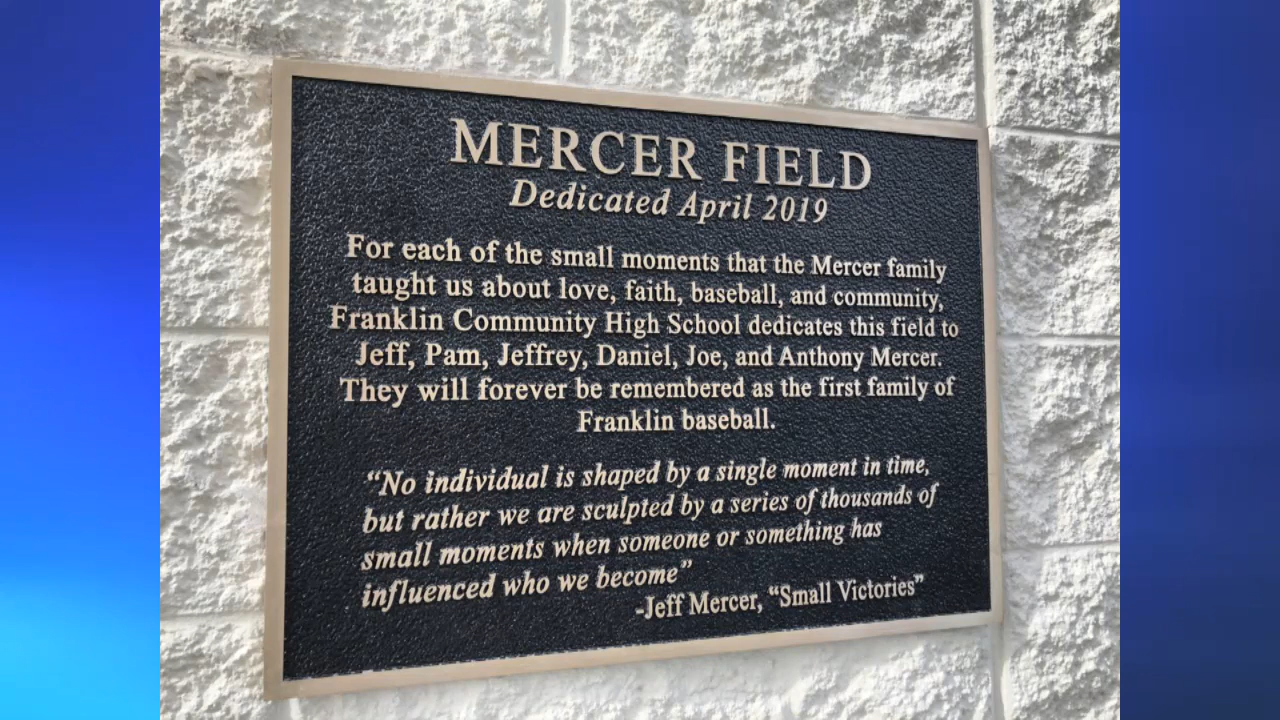 MERCER FIELD
Dedicated April 2019
For each of the small moments that the Mercer family
taught us about love, faith, baseball, and community,
Franklin Community High School dedicates this field to
Jeff, Pam, Jeffrey, Daniel, Joe, and Anthony Mercer.
They will forever be remembered as the first family of
Franklin baseball.
“No individual is shaped by a single moment in time,
but rather we are sculpted by a series of thousands of
small moments when someone or something has
influenced who we become”
-Jeff Mercer, “Small Victories”